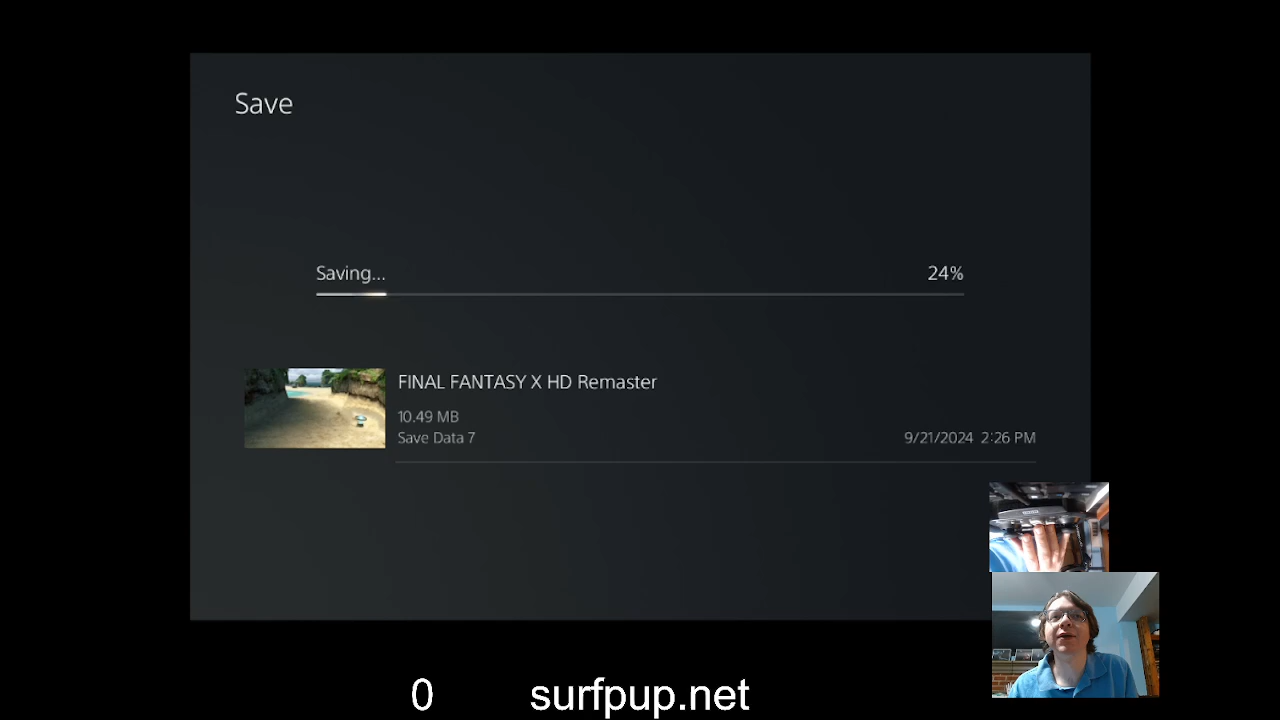 Save
Saving... 24%
FINAL FANTASY X HD Remaster
10.49 MB
Save Data 7 9/21/2024 2:26 PM
0 surfpup.net